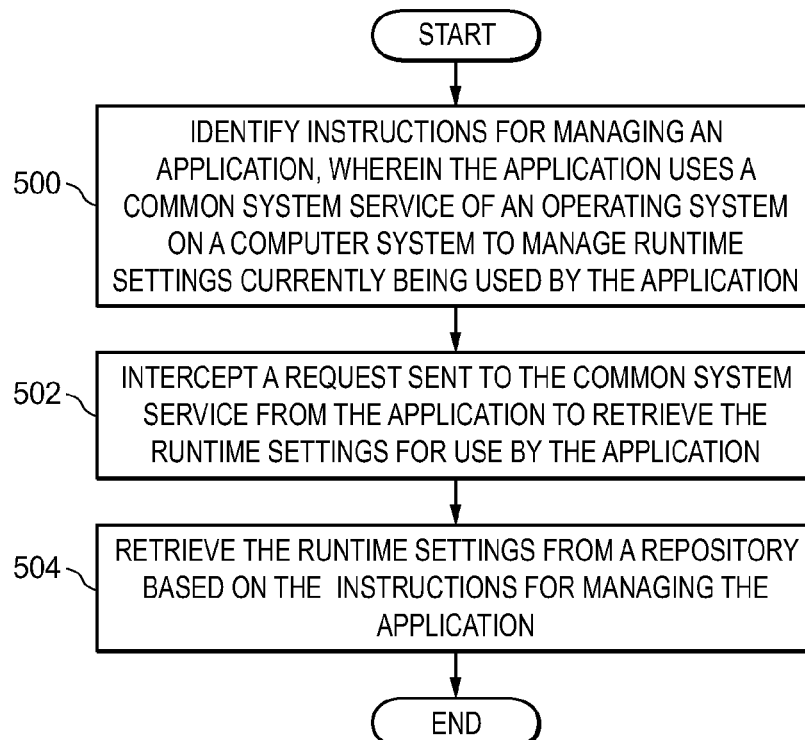 START
500
IDENTIFY INSTRUCTIONS FOR MANAGING AN
APPLICATION, WHEREIN THE APPLICATION USES A
COMMON SYSTEM SERVICE OF AN OPERATING SYSTEM
ON A COMPUTER SYSTEM TO MANAGE RUNTIME
SETTINGS CURRENTLY BEING USED BY THE APPLICATION
502
INTERCEPT A REQUEST SENT TO THE COMMON SYSTEM
SERVICE FROM THE APPLICATION TO RETRIEVE THE
RUNTIME SETTINGS FOR USE BY THE APPLICATION
504
RETRIEVE THE RUNTIME SETTINGS FROM A REPOSITORY
BASED ON THE INSTRUCTIONS FOR MANAGING THE
APPLICATION
END